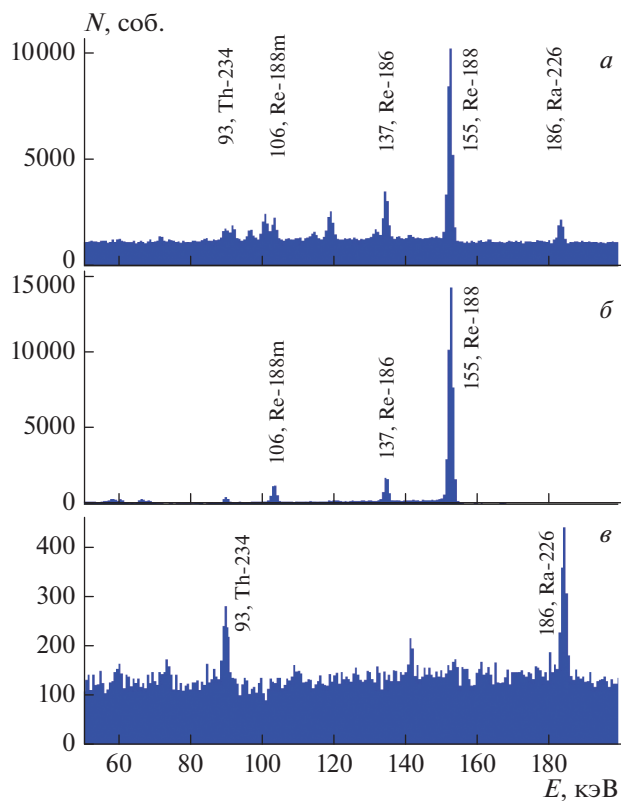 N, соб.
10000
5000
0
93, Th-234
106, Re-188m
137, Re-186
155, Re-188
186, Ra-226
а
15000
10000
5000
0
106, Re-188m
137, Re-186
155, Re-188
б
400
300
200
100
0
93, Th-234
186, Ra-226
в
60 80 100 120 140 160 180
E, кэВ